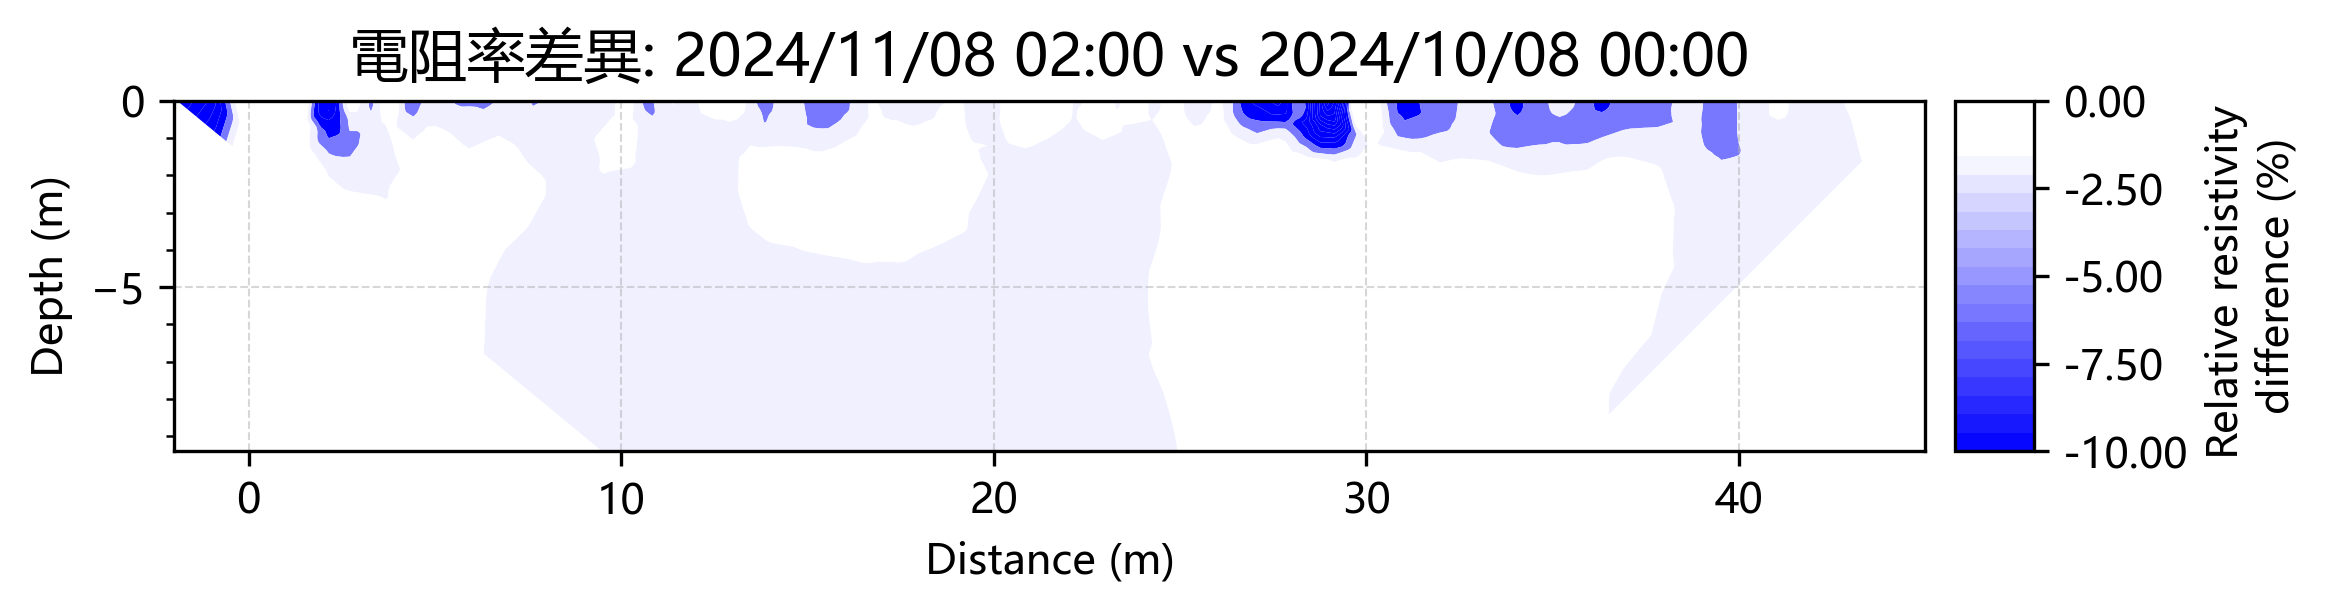 電阻率差異: 2024/11/08 02:00 vs 2024/10/08 00:00
Depth (m)
0
−5
0
10
20
30
40
Distance (m)
0.00
-2.50
-5.00
-7.50
-10.00
Relative resistivity
difference (%)